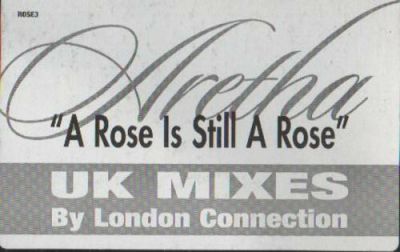 ROSE3
Aretha
"A Rose Is Still A Rose"
UK MIXES
By London Connection